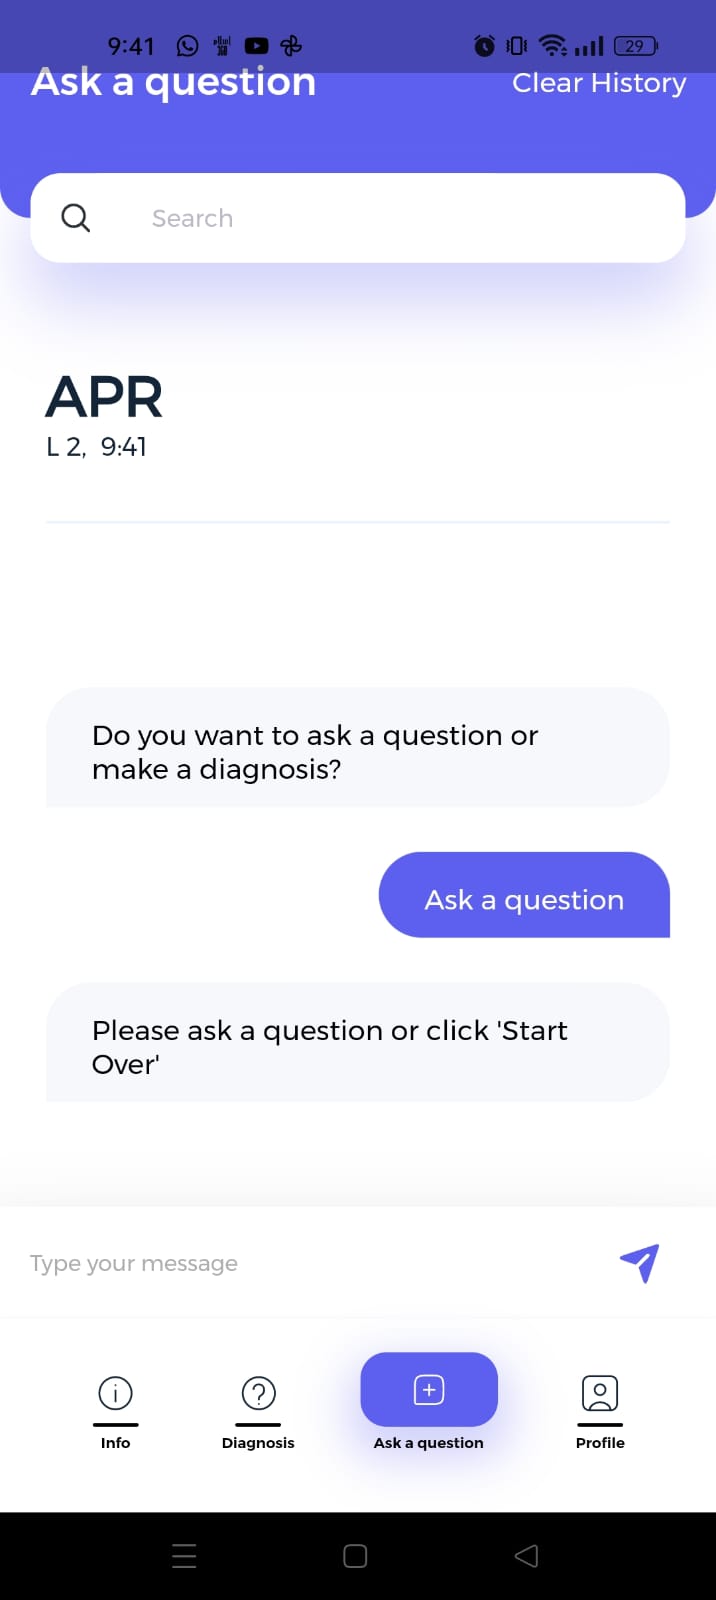 9:41
29
Ask a question
Clear History
Search
APR
L 2, 9:41
Do you want to ask a question or
make a diagnosis?
Ask a question
Please ask a question or click 'Start
Over'
Type your message
Info
Diagnosis
Ask a question
Profile